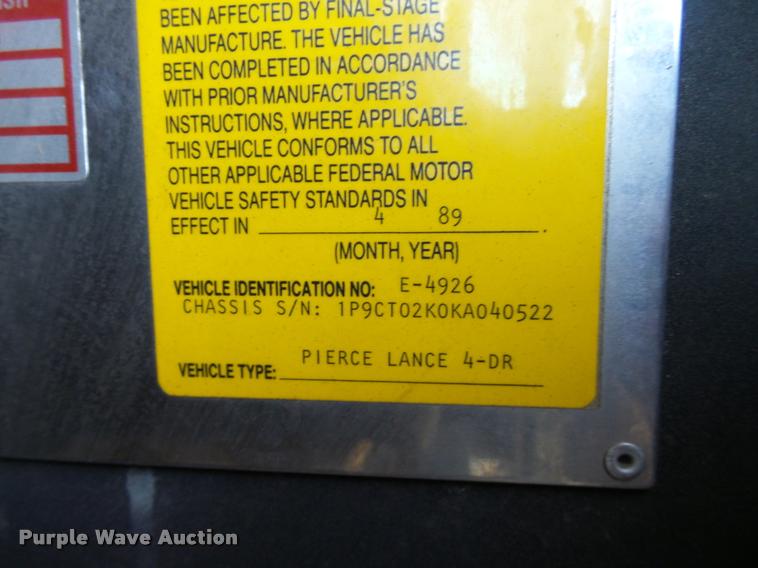 BEEN AFFECTED BY FINAL-STAGE
MANUFACTURE. THE VEHICLE HAS
BEEN COMPLETED IN ACCORDANCE
WITH PRIOR MANUFACTURER'S
INSTRUCTIONS, WHERE APPLICABLE.
THIS VEHICLE CONFORMS TO ALL
OTHER APPLICABLE FEDERAL MOTOR
VEHICLE SAFETY STANDARDS IN
EFFECT IN 4 89 .
(MONTH, YEAR)
VEHICLE IDENTIFICATION NO: E-4926
CHASSIS S/N: 1P9CT02K0KA040522
VEHICLE TYPE: PIERCE LANCE 4-DR
Purple Wave Auction